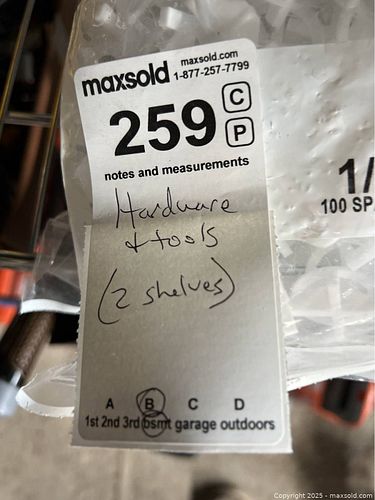 maxsold
maxsold.com
1-877-257-7799
259
C
P
notes and measurements
Hardware
+ tools
(2 shelves)
A B C D
1st 2nd 3rd bsmt garage outdoors
1/
100 SP
Copyright 2025 - maxsold.com